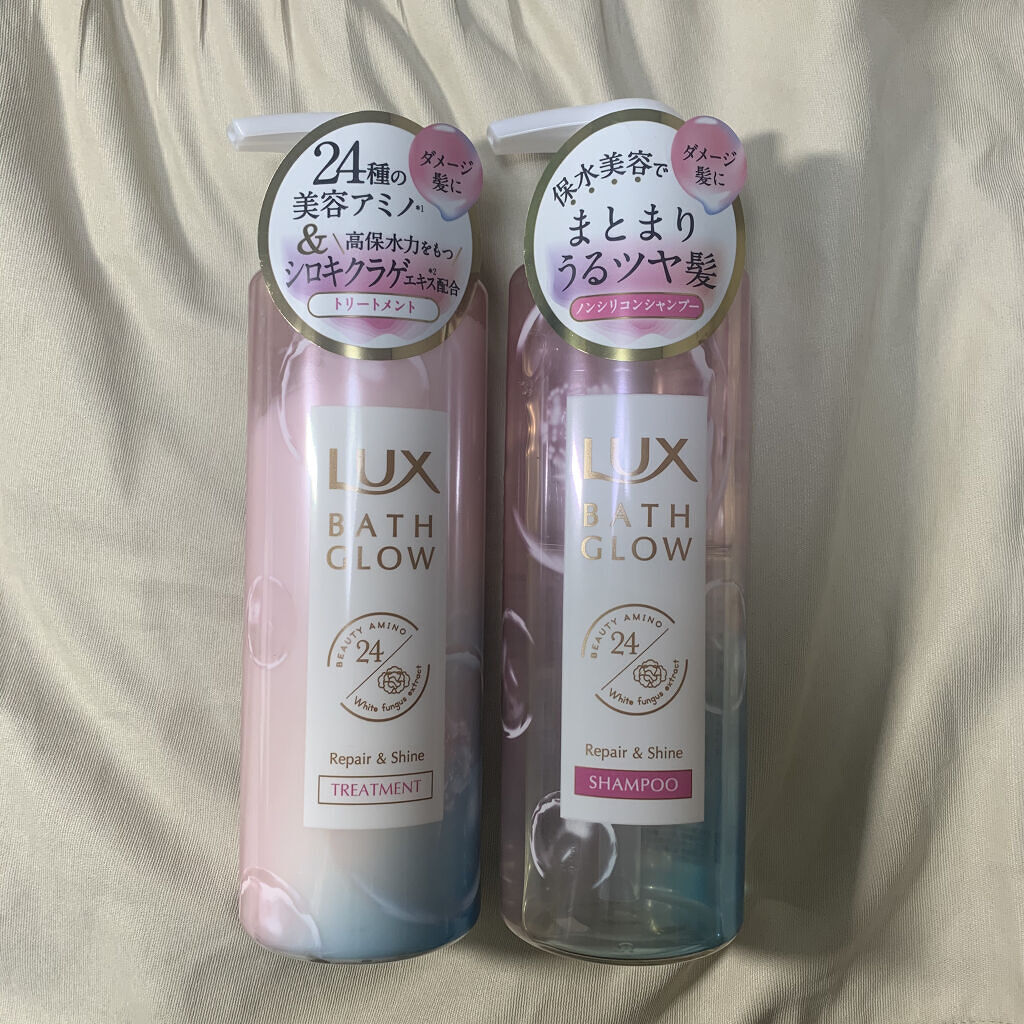 24種の
美容アミノ※1
&
高保水力をもつ
シロキクラゲエキス※2配合
トリートメント
ダメージ
髪に
LUX
BATH
GLOW
BEAUTY AMINO
24
White fungus extract
Repair & Shine
TREATMENT
保水美容で
まとまり
うるツヤ髪
ノンシリコンシャンプー
ダメージ
髪に
LUX
BATH
GLOW
BEAUTY AMINO
24
White fungus extract
Repair & Shine
SHAMPOO